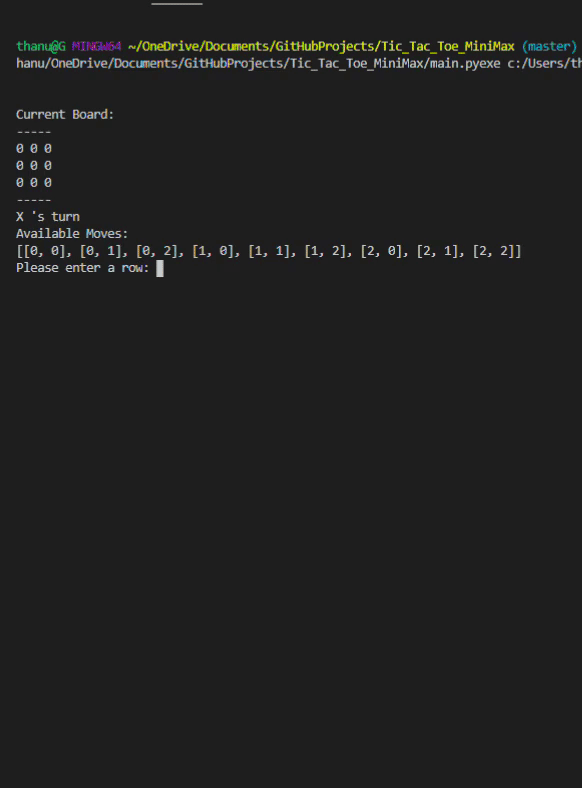 thanu@G MINGW64 ~/OneDrive/Documents/GitHubProjects/Tic_Tac_Toe_MiniMax (master)
hanu/OneDrive/Documents/GitHubProjects/Tic_Tac_Toe_MiniMax/main.pyexe c:/Users/th
Current Board:
-----
0 0 0
0 0 0
0 0 0
-----
X 's turn
Available Moves:
[[0, 0], [0, 1], [0, 2], [1, 0], [1, 1], [1, 2], [2, 0], [2, 1], [2, 2]]
Please enter a row: